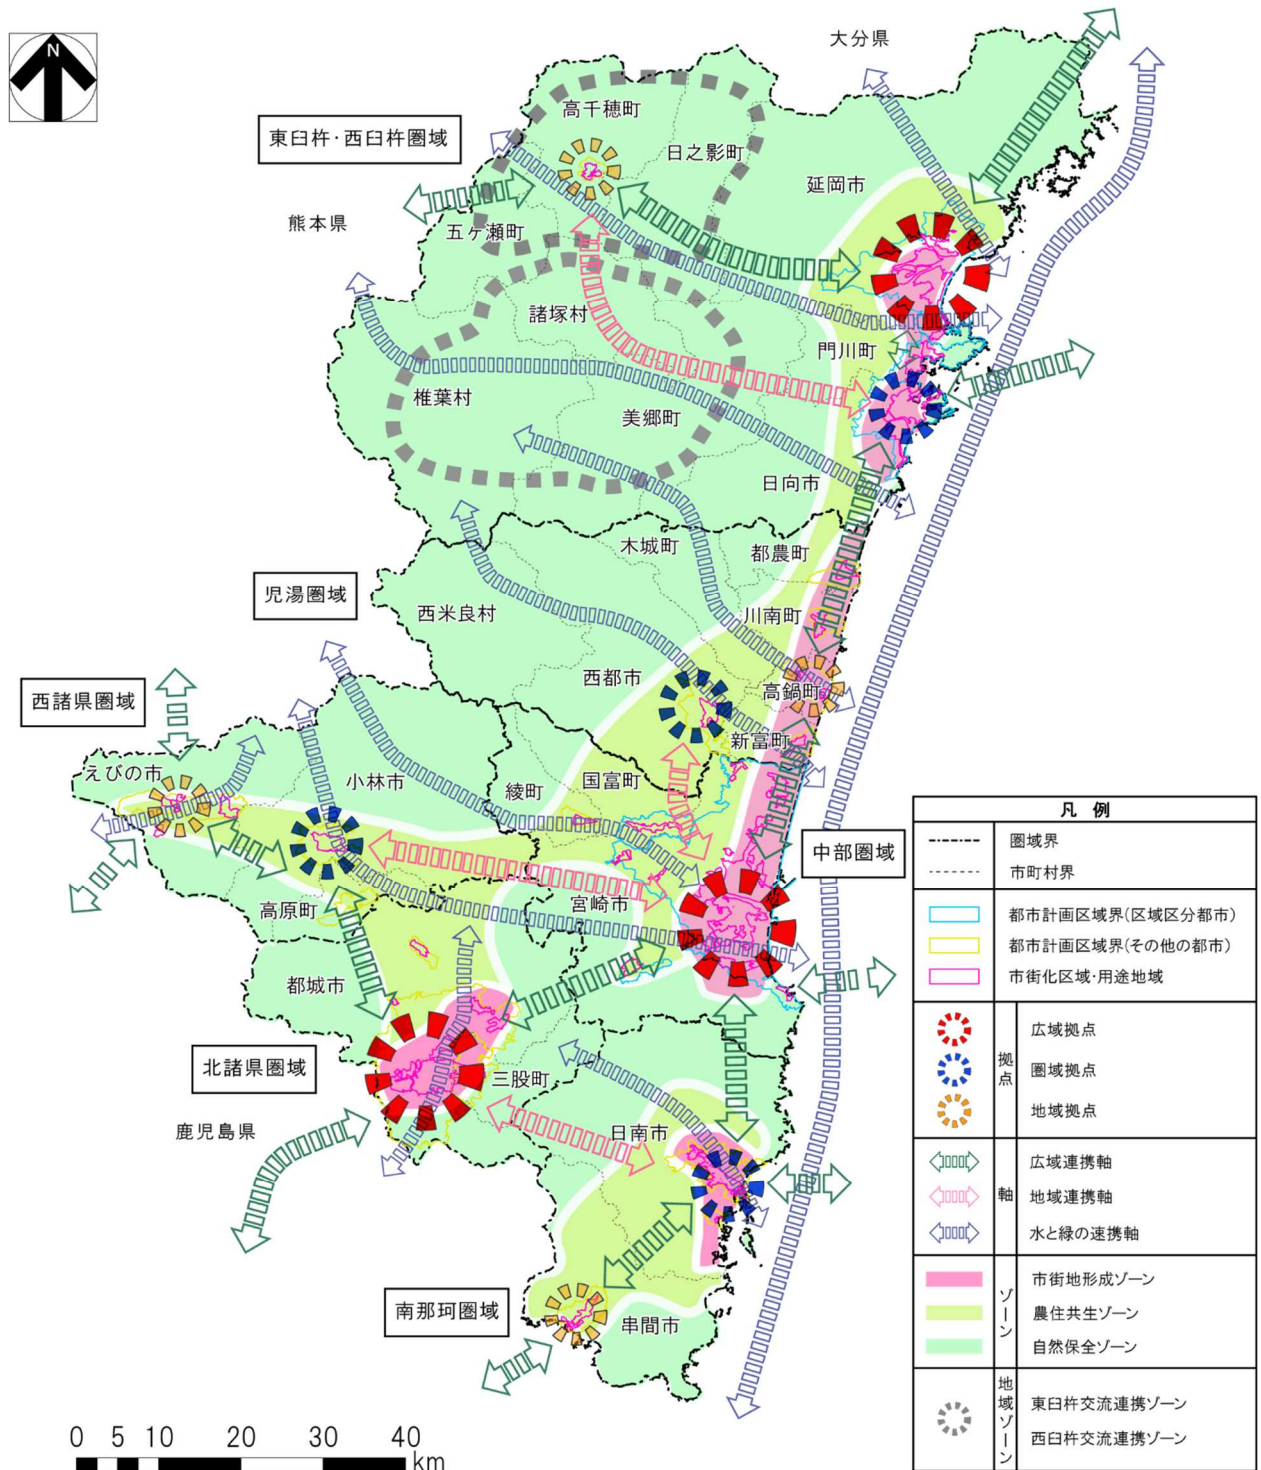 N
大分県
高千穂町
東臼杵・西臼杵圏域
日之影町
延岡市
熊本県
五ヶ瀬町
諸塚村
門川町
椎葉村
美郷町
日向市
木城町
都農町
児湯圏域
西米良村
川南町
西都市
高鍋町
西諸県圏域
新富町
えびの市
小林市
綾町
国富町
中部圏域
高原町
宮崎市
都城市
北諸県圏域
三股町
鹿児島県
日南市
南那珂圏域
串間市
凡 例
圏域界
市町村界
都市計画区域界(区域区分都市)
都市計画区域界(その他の都市)
市街化区域・用途地域
拠点
広域拠点
圏域拠点
地域拠点
軸
広域連携軸
地域連携軸
水と緑の速携軸
ゾーン
市街地形成ゾーン
農住共生ゾーン
自然保全ゾーン
地域ゾーン
東臼杵交流連携ゾーン
西臼杵交流連携ゾーン
0 5 10 20 30 40
km